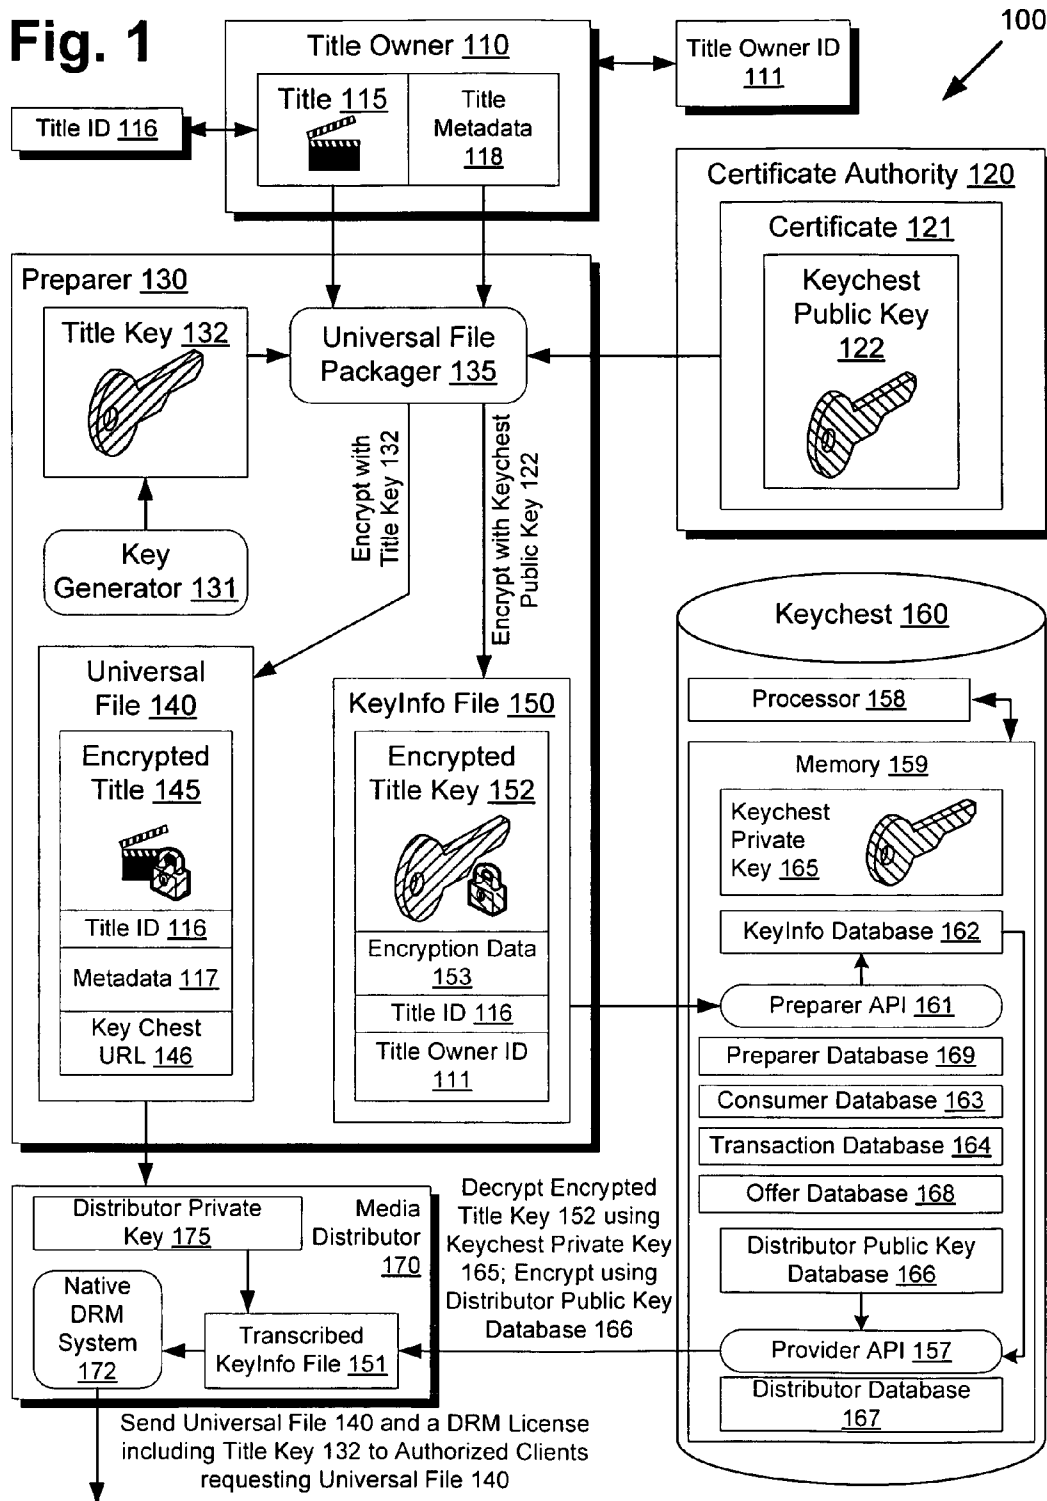 Fig. 1
100
Title Owner 110
Title Owner ID
111
Title 115
Title
Metadata
118
Title ID 116
Certificate Authority 120
Certificate 121
Keychest
Public Key
122
Preparer 130
Title Key 132
Universal File
Packager 135
Key
Generator 131
Encrypt with
Title Key 132
Encrypt with Keychest
Public Key 122
Universal
File 140
Encrypted
Title 145
Title ID 116
Metadata 117
Key Chest
URL 146
KeyInfo File 150
Encrypted
Title Key 152
Encryption Data
153
Title ID 116
Title Owner ID
111
Keychest 160
Processor 158
Memory 159
Keychest
Private
Key 165
KeyInfo Database 162
Preparer API 161
Preparer Database 169
Consumer Database 163
Transaction Database 164
Offer Database 168
Distributor Public Key
Database 166
Provider API 157
Distributor Database
167
Distributor Private
Key 175
Media
Distributor
170
Native
DRM
System
172
Transcribed
KeyInfo File 151
Decrypt Encrypted
Title Key 152 using
Keychest Private Key
165; Encrypt using
Distributor Public Key
Database 166
Send Universal File 140 and a DRM License
including Title Key 132 to Authorized Clients
requesting Universal File 140